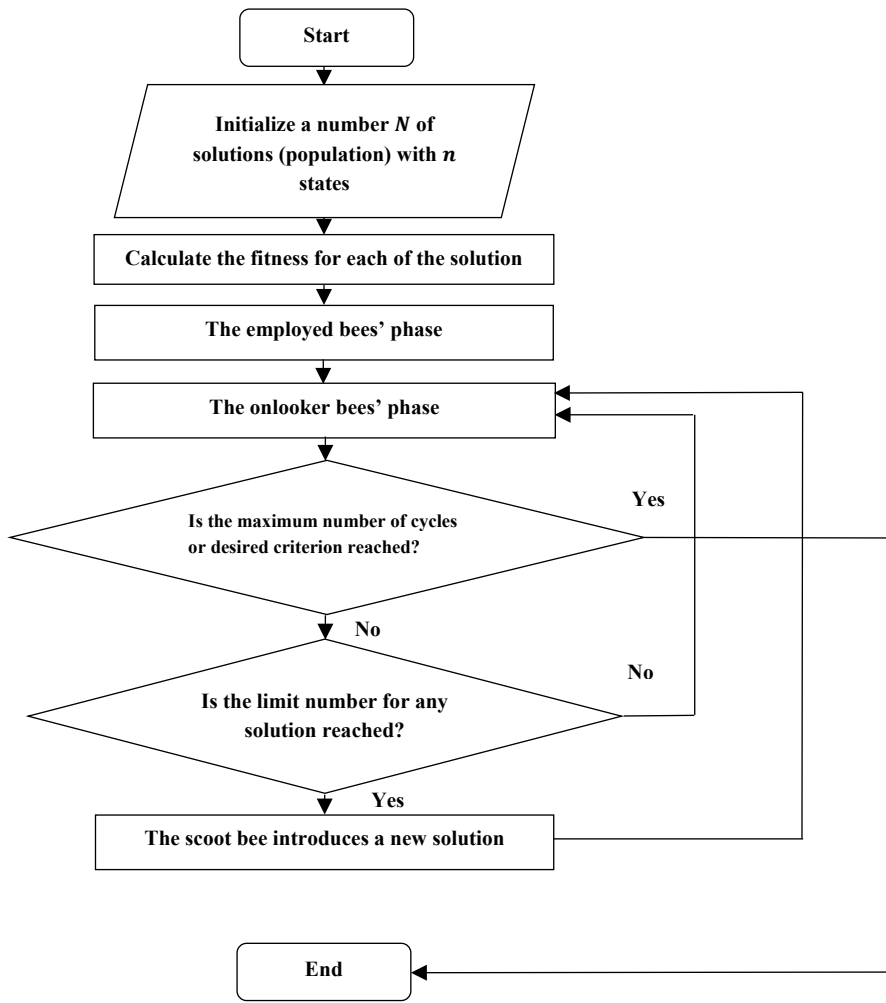 Start
Initialize a number N of
solutions (population) with n
states
Calculate the fitness for each of the solution
The employed bees’ phase
The onlooker bees’ phase
Yes
Is the maximum number of cycles
or desired criterion reached?
No
No
Is the limit number for any
solution reached?
Yes
The scoot bee introduces a new solution
End